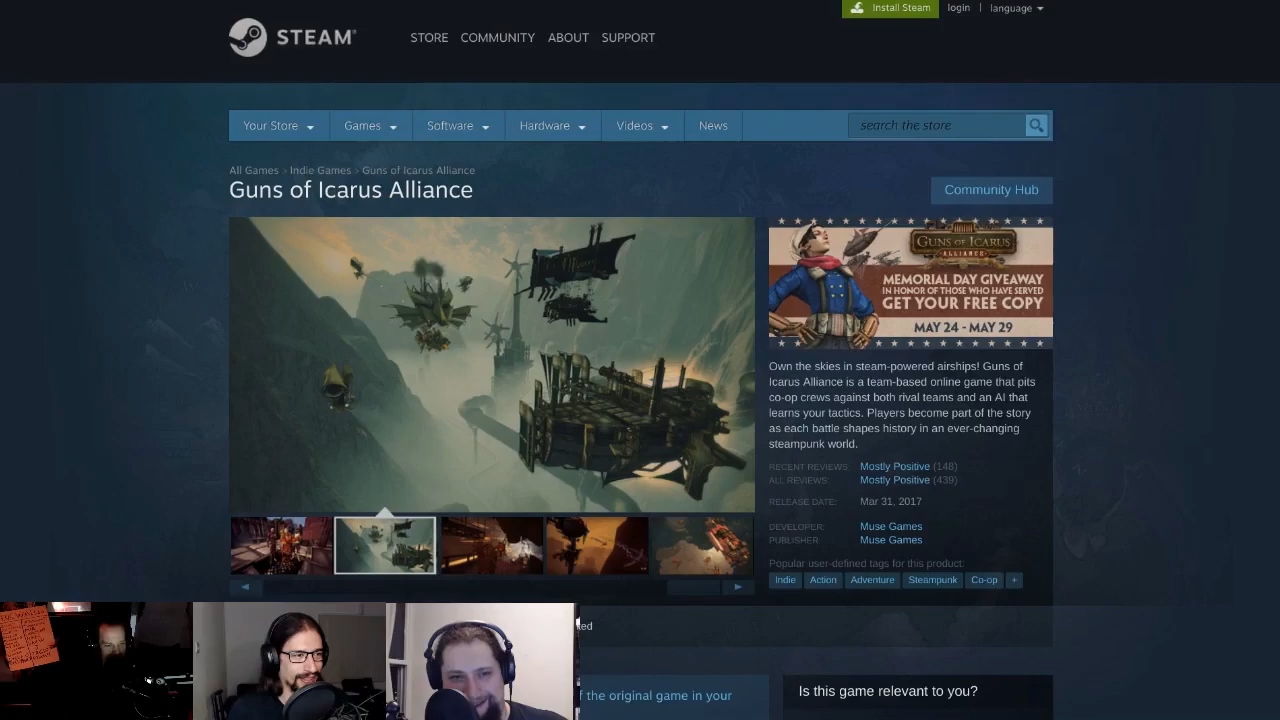 Install Steam
login
language
STEAM
STORE COMMUNITY ABOUT SUPPORT
Your Store Games Software Hardware Videos News
search the store
All Games > Indie Games > Guns of Icarus Alliance
Guns of Icarus Alliance
Community Hub
GUNS OF ICARUS
ALLIANCE
MEMORIAL DAY GIVEAWAY
IN HONOR OF THOSE WHO HAVE SERVED
GET YOUR FREE COPY
MAY 24 - MAY 29
Own the skies in steam-powered airships! Guns of
Icarus Alliance is a team-based online game that pits
co-op crews against both rival teams and an AI that
learns your tactics. Players become part of the story
as each battle shapes history in an ever-changing
steampunk world.
RECENT REVIEWS: Mostly Positive (148)
ALL REVIEWS: Mostly Positive (439)
RELEASE DATE: Mar 31, 2017
DEVELOPER: Muse Games
PUBLISHER: Muse Games
Popular user-defined tags for this product:
Indie Action Adventure Steampunk Co-op +
ed
of the original game in your
Is this game relevant to you?